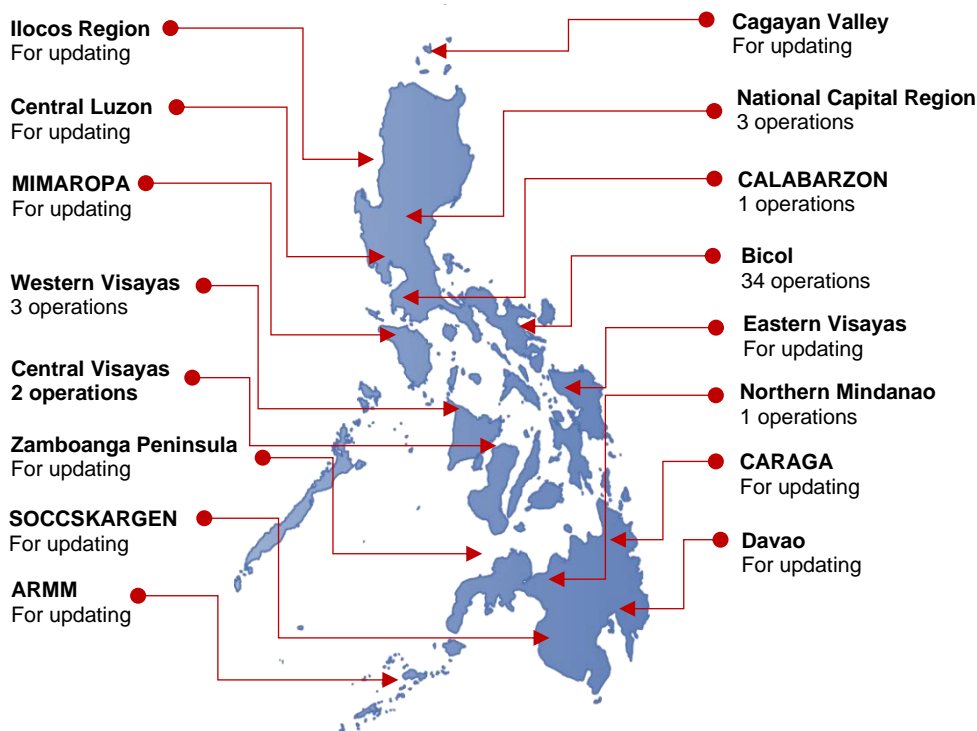 Ilocos Region
For updating
Central Luzon
For updating
MIMAROPA
For updating
Western Visayas
3 operations
Central Visayas
2 operations
Zamboanga Peninsula
For updating
SOCCSKARGEN
For updating
ARMM
For updating
Cagayan Valley
For updating
National Capital Region
3 operations
CALABARZON
1 operations
Bicol
34 operations
Eastern Visayas
For updating
Northern Mindanao
1 operations
CARAGA
For updating
Davao
For updating